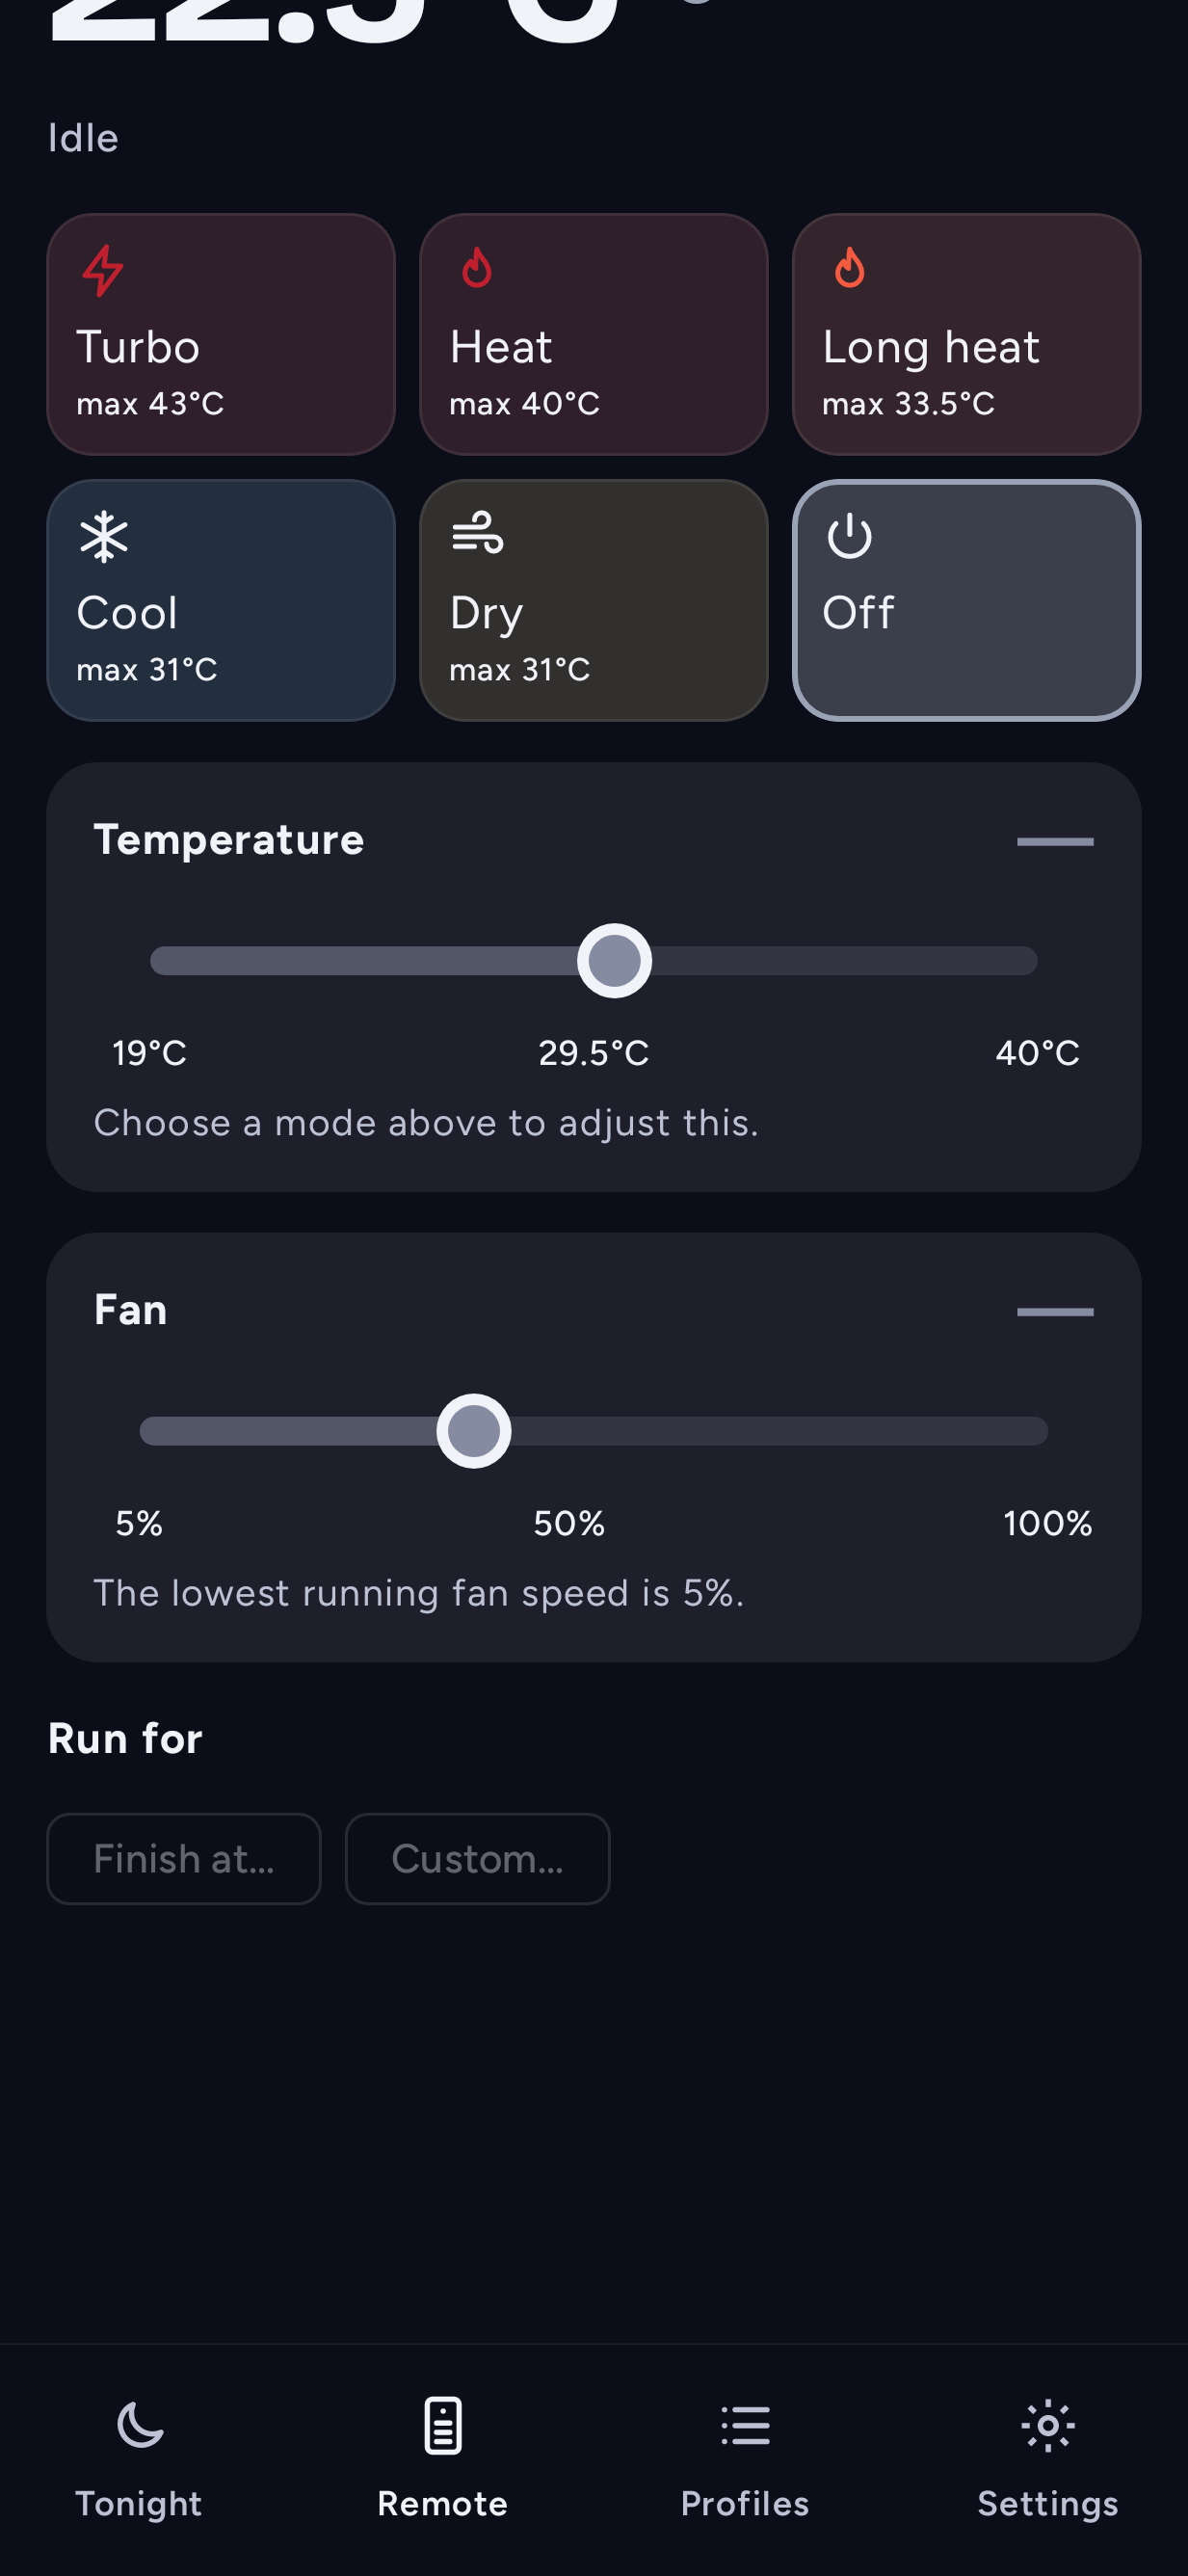 22.5°C
Idle
Turbo
max 43°C
Heat
max 40°C
Long heat
max 33.5°C
Cool
max 31°C
Dry
max 31°C
Off
Temperature
—
19°C
29.5°C
40°C
Choose a mode above to adjust this.
Fan
—
5%
50%
100%
The lowest running fan speed is 5%.
Run for
Finish at...
Custom...
Tonight
Remote
Profiles
Settings